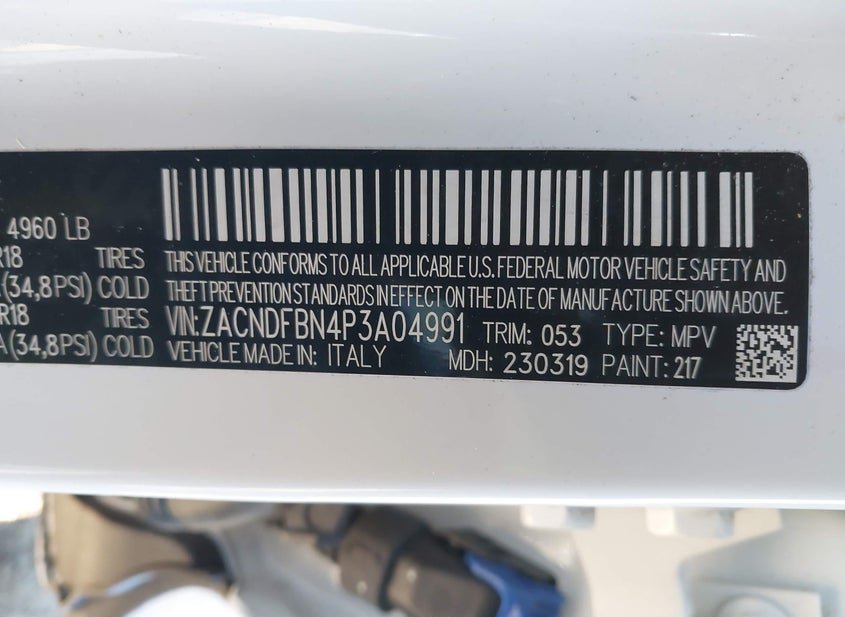 4960 LB
R18 TIRES
(34,8PSI) COLD
R18 TIRES
A(34,8PSI) COLD
THIS VEHICLE CONFORMS TO ALL APPLICABLE U.S. FEDERAL MOTOR VEHICLE SAFETY AND
THEFT PREVENTION STANDARDS IN EFFECT ON THE DATE OF MANUFACTURE SHOWN ABOVE.
VIN:ZACNDFBN4P3A04991 TRIM: 053 TYPE: MPV
VEHICLE MADE IN: ITALY MDH: 230319 PAINT: 217